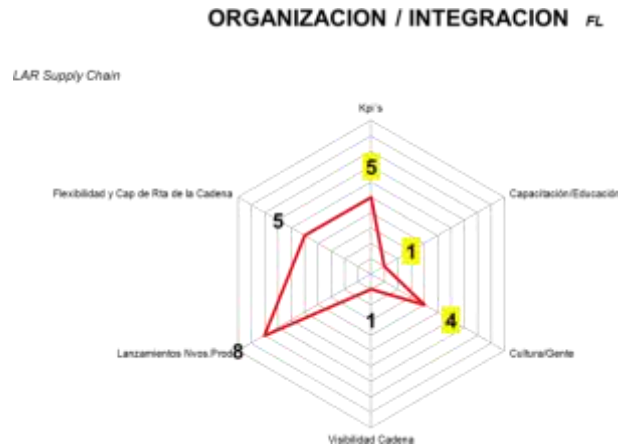 ORGANIZACION / INTEGRACION FL
LAR Supply Chain
Kpi´s
5
Flexibilidad y Cap de Rta de la Cadena
Capacitación/Educación
5
1
4
1
Lanzamientos Nvos.Prod
8
Cultura/Gente
Visibilidad Cadena